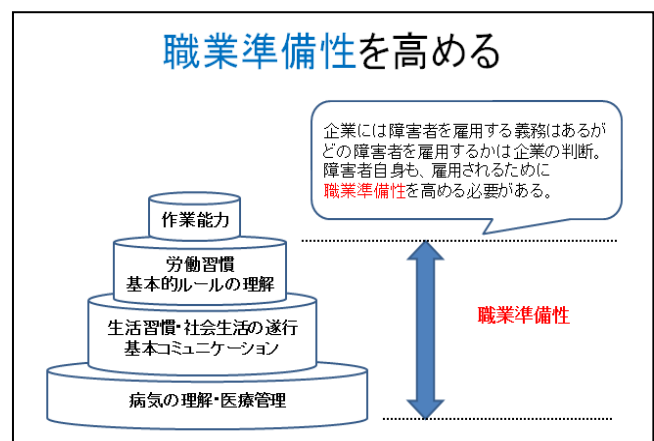 職業準備性を高める
企業には障害者を雇用する義務はあるが
どの障害者を雇用するかは企業の判断。
障害者自身も、雇用されるために
職業準備性を高める必要がある。
作業能力
労働習慣
基本的ルールの理解
生活習慣・社会生活の遂行
基本コミュニケーション
病気の理解・医療管理
職業準備性